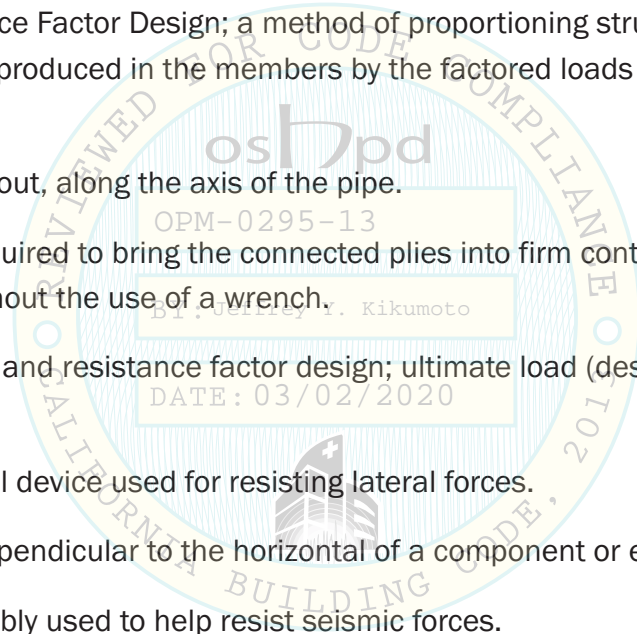 ce Factor Design; a method of proportioning stru
produced in the members by the factored loads
out, along the axis of the pipe.
uired to bring the connected plies into firm cont
hout the use of a wrench.
and resistance factor design; ultimate load (des
l device used for resisting lateral forces.
pendicular to the horizontal of a component or e
bly used to help resist seismic forces.
REVIEWED FOR CODE COMPLIANCE
oshpd
OPM-0295-13
BY: Jeffrey Y. Kikumoto
DATE: 03/02/2020
CALIFORNIA BUILDING CODE, 2013